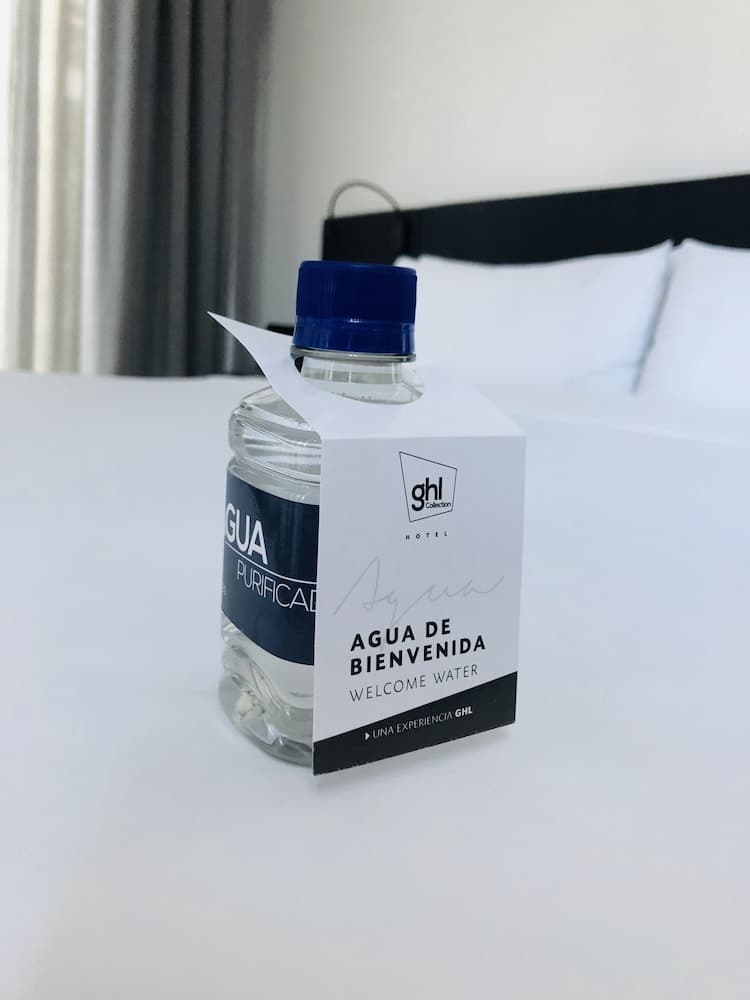 GUA
PURIFICAD
ghl
Collection
HOTEL
Agua
AGUA DE
BIENVENIDA
WELCOME WATER
UNA EXPERIENCIA GHL